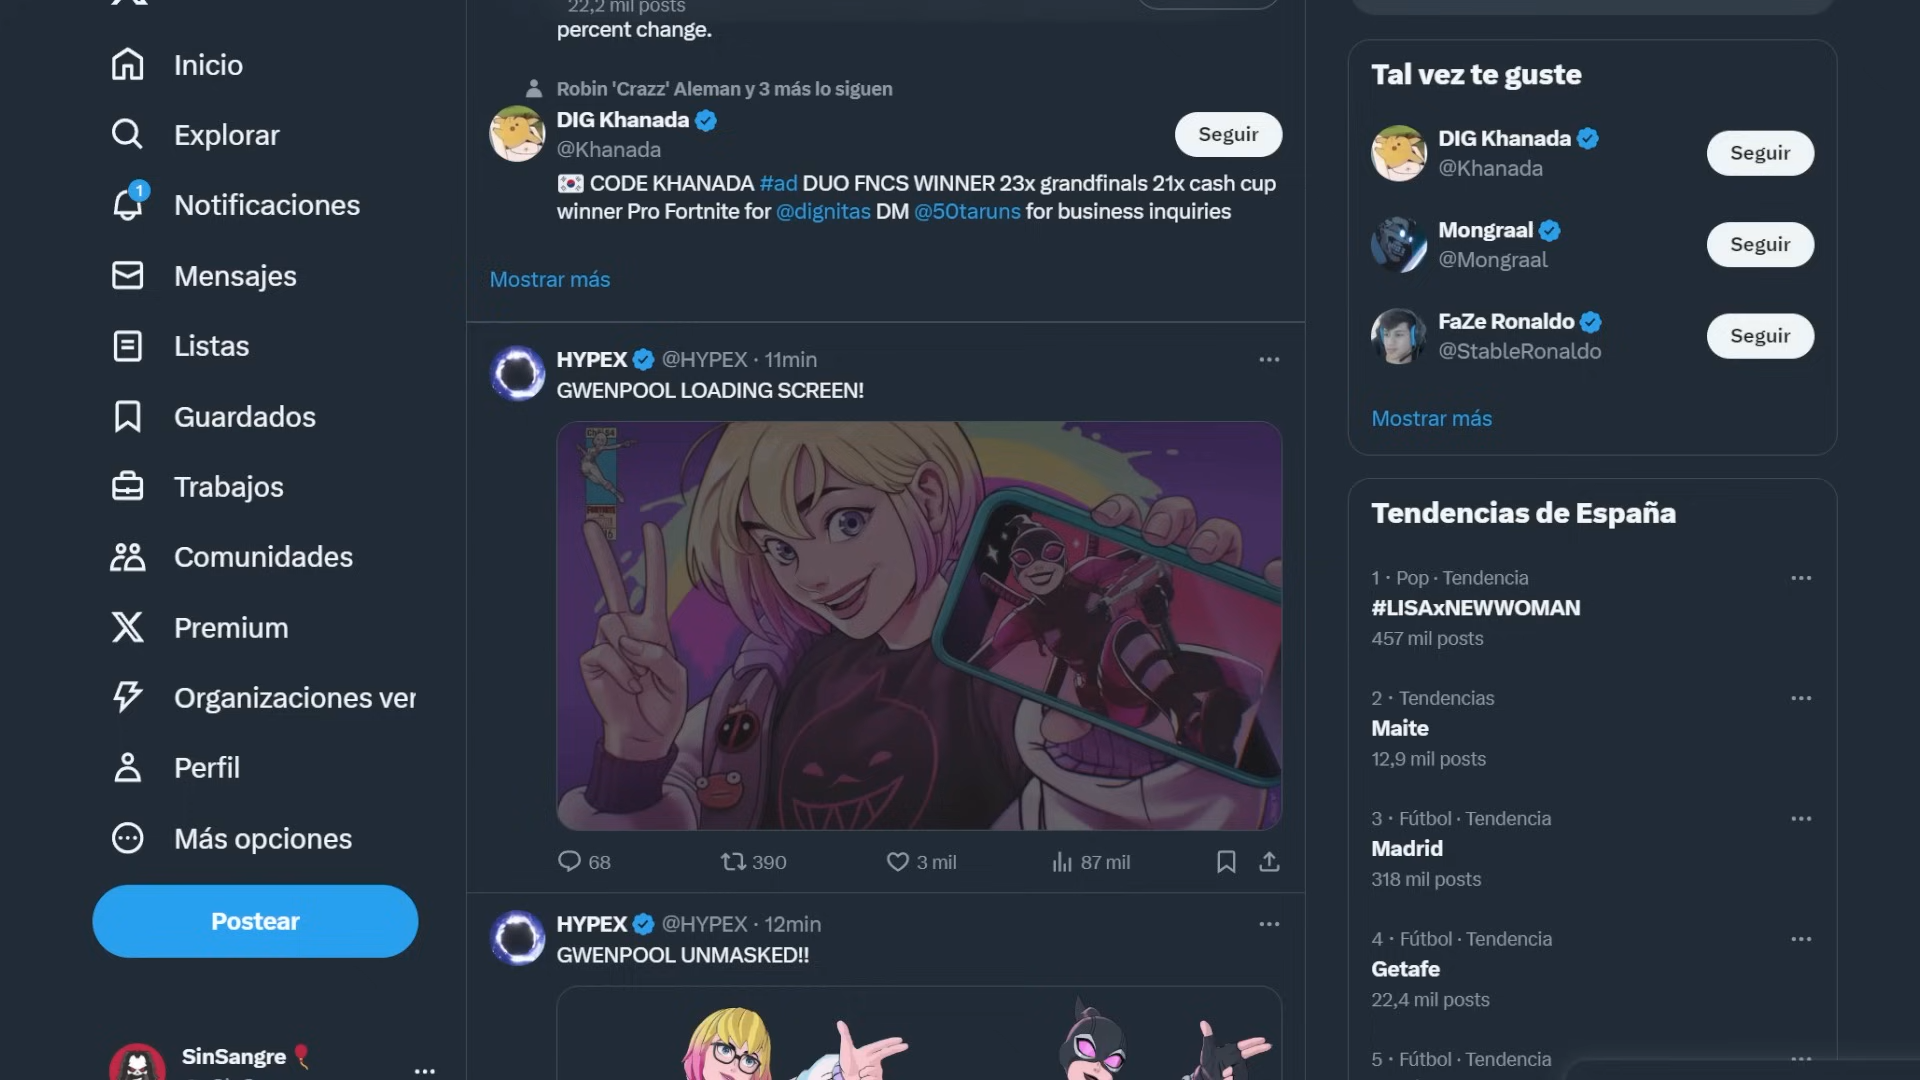 Inicio
Explorar
1
Notificaciones
Mensajes
Listas
Guardados
Trabajos
Comunidades
Premium
Organizaciones ver
Perfil
Más opciones
Postear
SinSangre
22,2 mil posts
percent change.
Robin 'Crazz' Aleman y 3 más lo siguen
DIG Khanada
@Khanada
Seguir
🇰🇷 CODE KHANADA #ad DUO FNCS WINNER 23x grandfinals 21x cash cup
winner Pro Fortnite for @dignitas DM @50taruns for business inquiries
Mostrar más
HYPEX @HYPEX · 11min
GWENPOOL LOADING SCREEN!
FORTNITE
68 390 3 mil 87 mil
HYPEX @HYPEX · 12min
GWENPOOL UNMASKED!!
Tal vez te guste
DIG Khanada
@Khanada
Seguir
Mongraal
@Mongraal
Seguir
FaZe Ronaldo
@StableRonaldo
Seguir
Mostrar más
Tendencias de España
1 · Pop · Tendencia
#LISAxNEWWOMAN
457 mil posts
2 · Tendencias
Maite
12,9 mil posts
3 · Fútbol · Tendencia
Madrid
318 mil posts
4 · Fútbol · Tendencia
Getafe
22,4 mil posts
5 · Fútbol · Tendencia